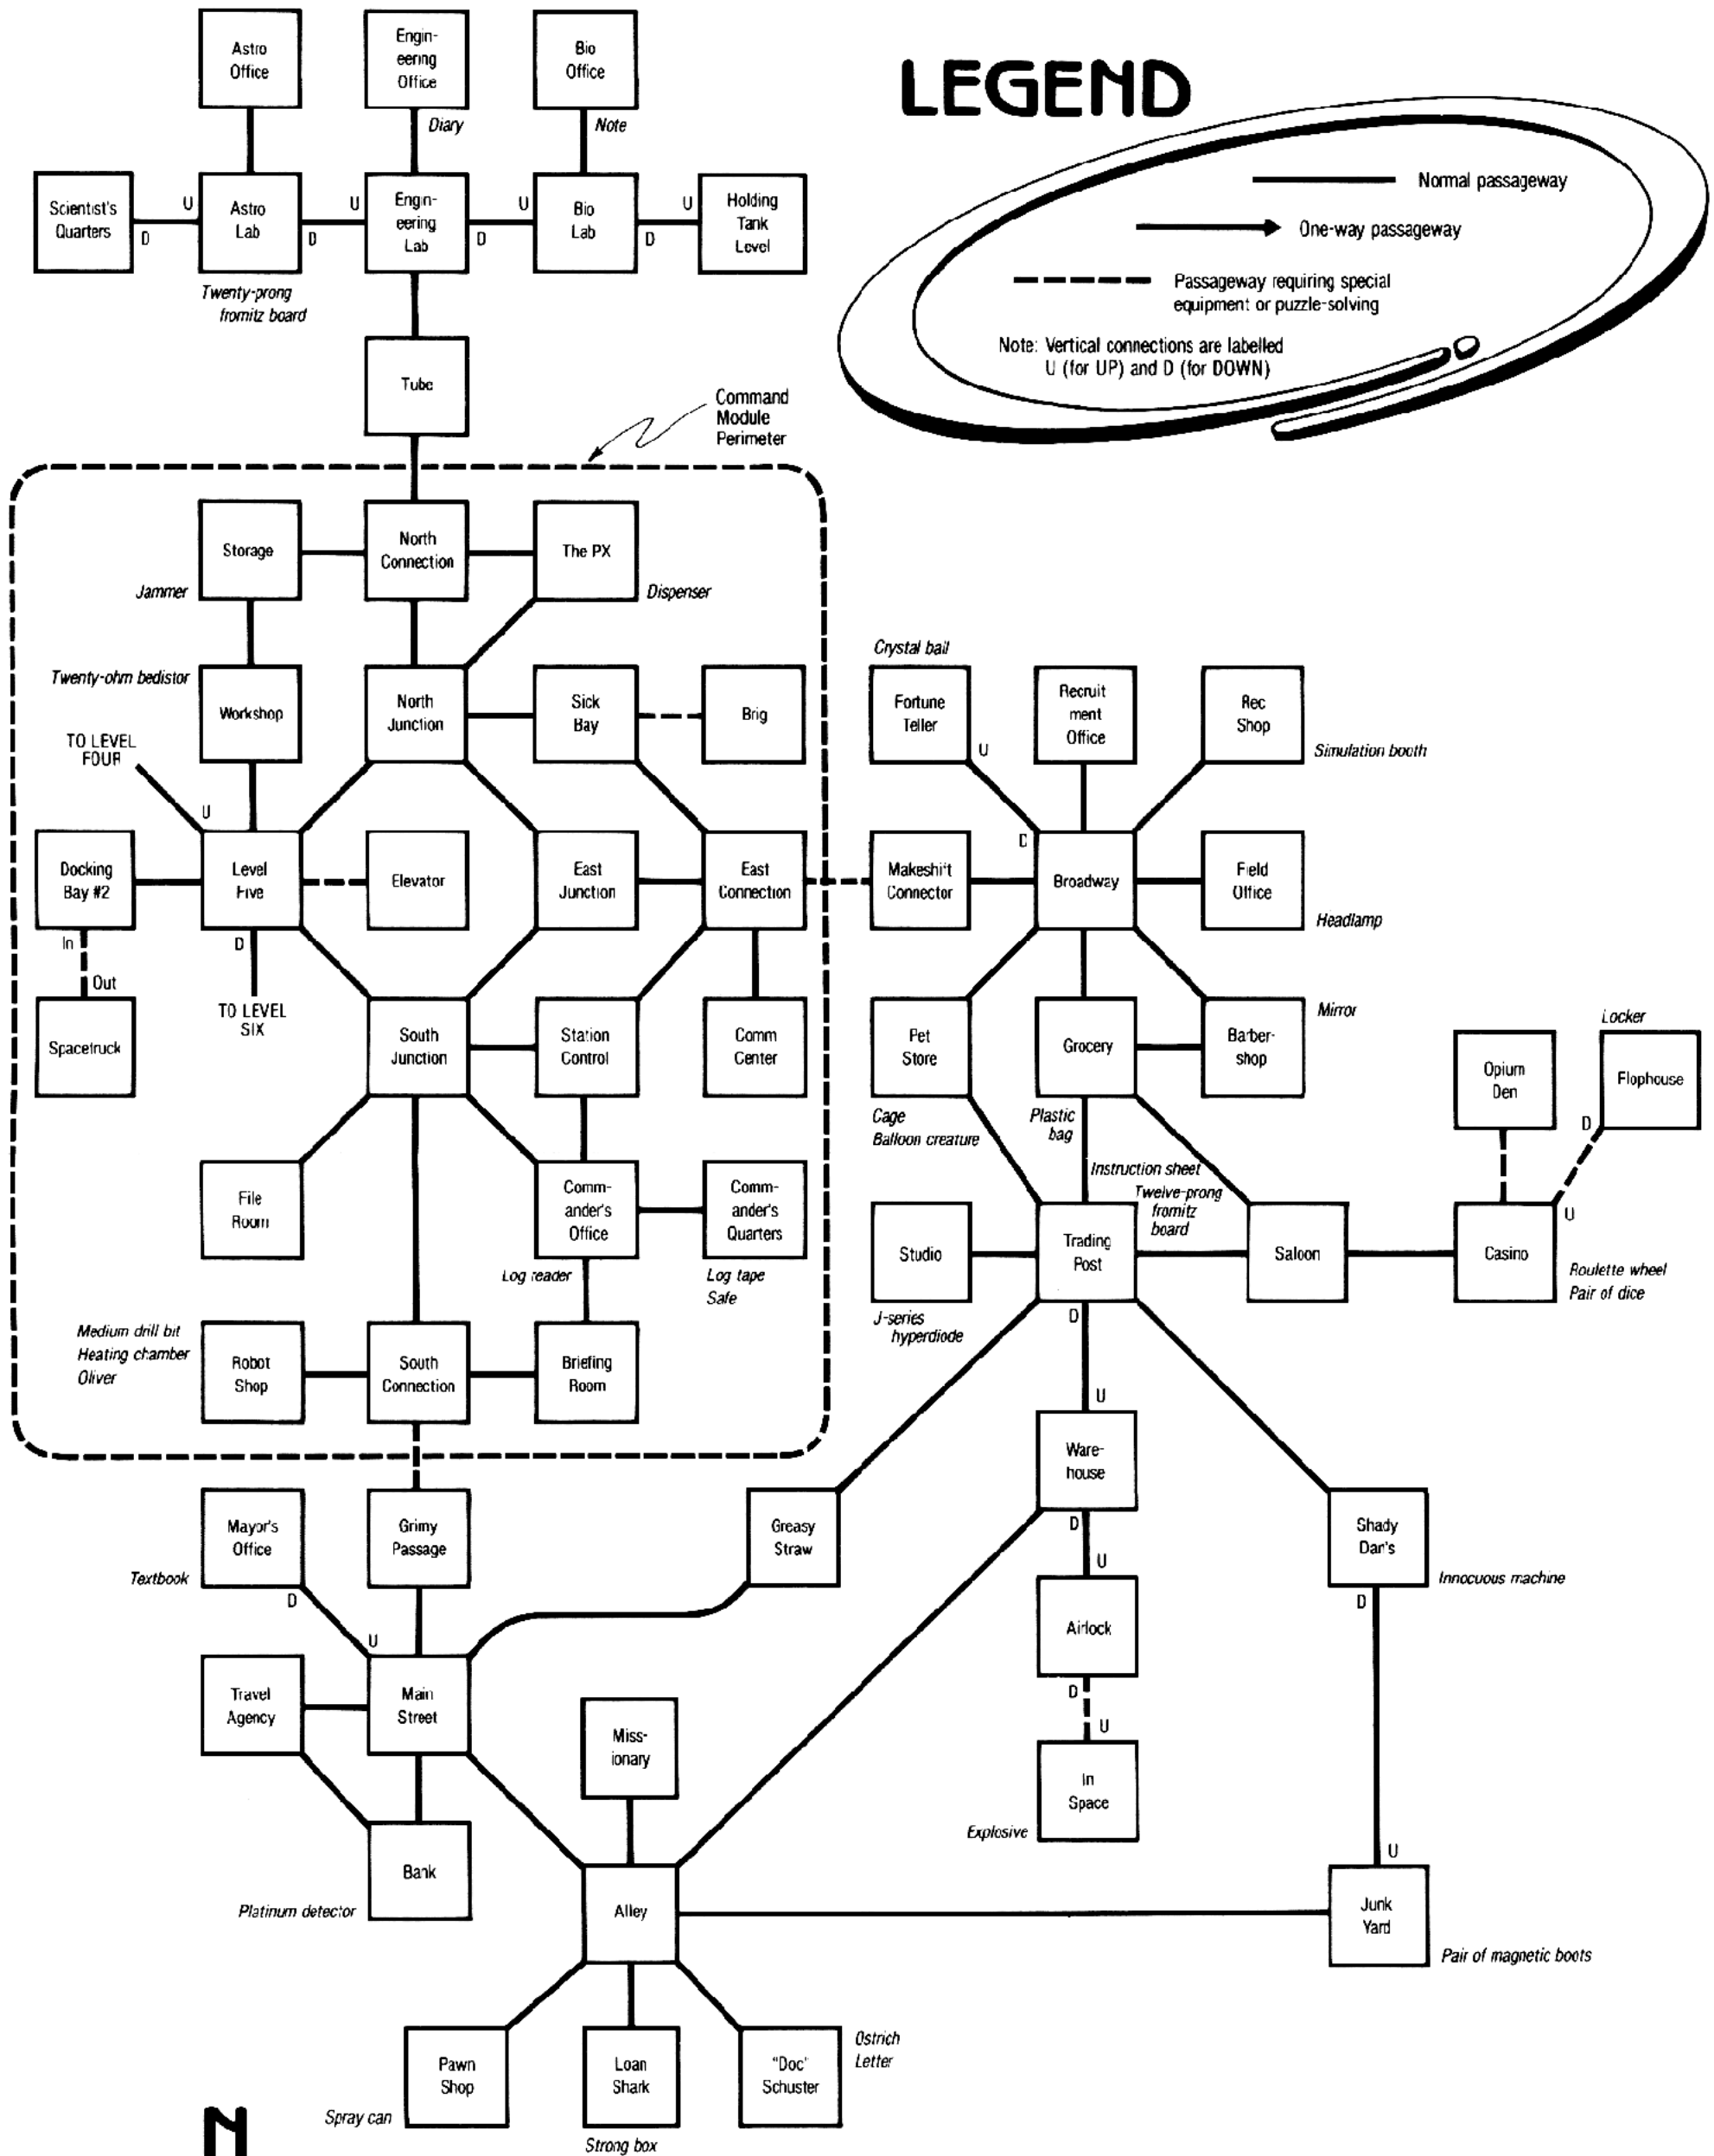 LEGEND
Normal passageway
One-way passageway
Passageway requiring special
equipment or puzzle-solving
Note: Vertical connections are labelled
U (for UP) and D (for DOWN)
Astro
Office
Engin-
eering
Office
Diary
Bio
Office
Note
Scientist's
Quarters
U
D
Astro
Lab
Twenty-prong
fromitz board
U
D
Engin-
eering
Lab
U
D
Bio
Lab
U
D
Holding
Tank
Level
Tube
Command
Module
Perimeter
Storage
Jammer
North
Connection
The PX
Dispenser
Twenty-ohm bedistor
Workshop
North
Junction
Sick
Bay
Brig
TO LEVEL
FOUR
U
Docking
Bay #2
Level
Five
Elevator
East
Junction
East
Connection
In
Out
D
TO LEVEL
SIX
Spacetruck
South
Junction
Station
Control
Comm
Center
File
Room
Comm-
ander's
Office
Log reader
Comm-
ander's
Quarters
Log tape
Safe
Medium drill bit
Heating chamber
Oliver
Robot
Shop
South
Connection
Briefing
Room
Crystal ball
Fortune
Teller
U
D
Recruit
ment
Office
Rec
Shop
Simulation booth
Makeshift
Connector
Broadway
Field
Office
Headlamp
Pet
Store
Cage
Balloon creature
Grocery
Plastic
bag
Barber-
shop
Mirror
Opium
Den
Locker
Flophouse
D
U
Instruction sheet
Twelve-prong
fromitz
board
Studio
J-series
hyperdiode
Trading
Post
Saloon
Casino
Roulette wheel
Pair of dice
D
U
Ware-
house
D
U
Airlock
D
U
In
Space
Explosive
Greasy
Straw
Shady
Dan's
Innocuous machine
D
U
Junk
Yard
Pair of magnetic boots
Mayor's
Office
Textbook
D
U
Grimy
Passage
Travel
Agency
Main
Street
Bank
Platinum detector
Miss-
ionary
Alley
Pawn
Shop
Spray can
Loan
Shark
Strong box
"Doc"
Schuster
Ostrich
Letter
N